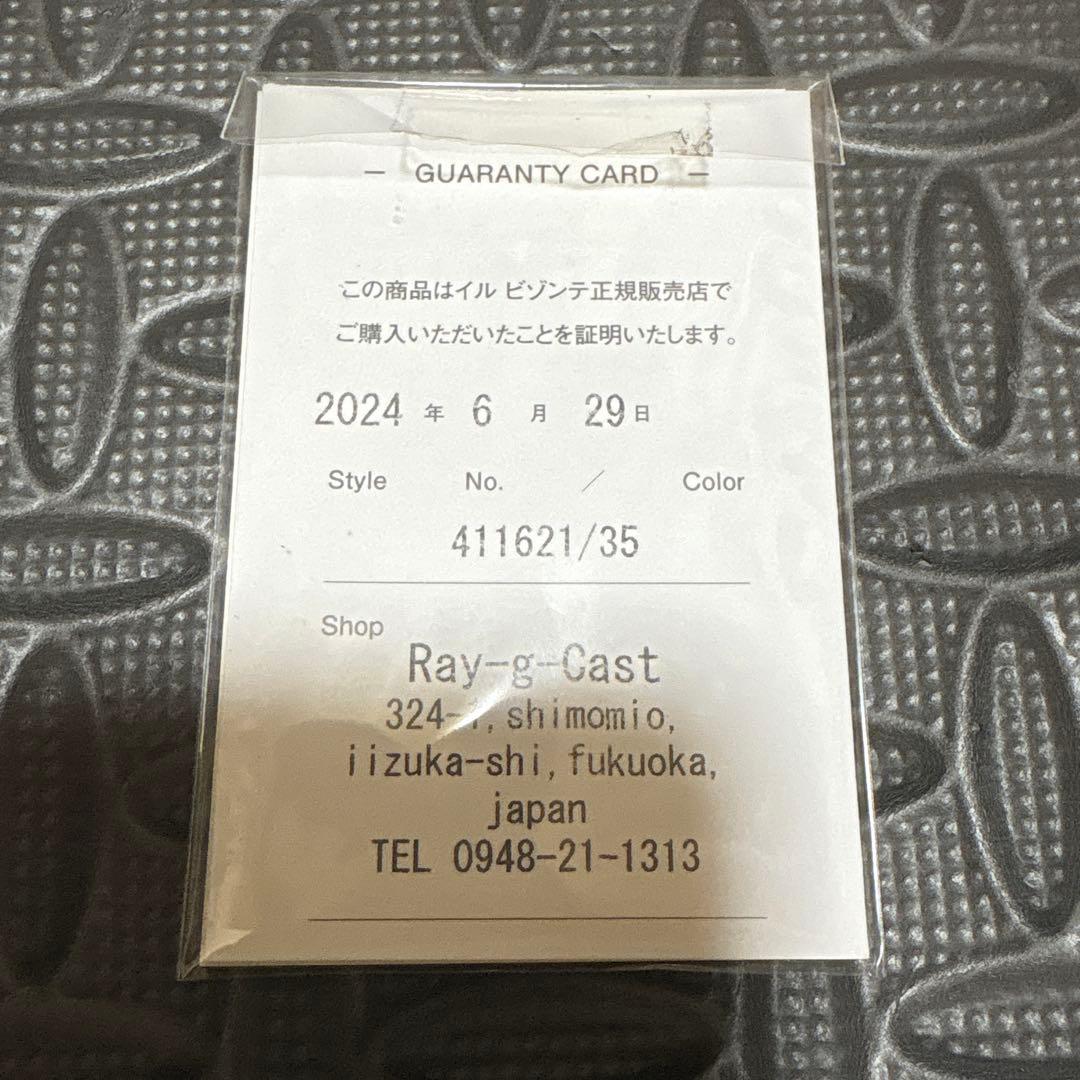 — GUARANTY CARD —
この商品はイル ビゾンテ正規販売店で
ご購入いただいたことを証明いたします。
2024 年 6 月 29 日
Style No. ／ Color
411621/35
Shop
Ray-g-Cast
324-1, shimomio,
iizuka-shi, fukuoka,
japan
TEL 0948-21-1313